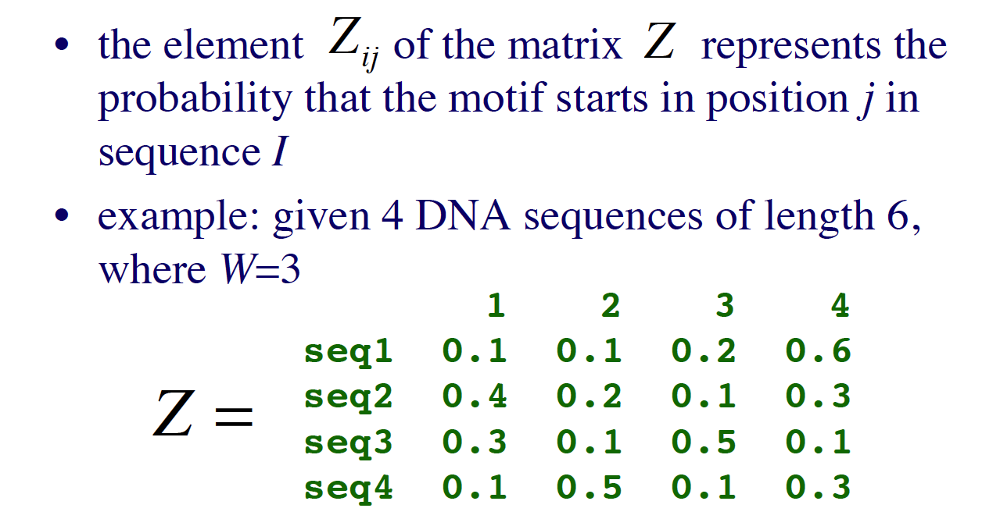 • the element Z_ij of the matrix Z represents the
probability that the motif starts in position j in
sequence I
• example: given 4 DNA sequences of length 6,
where W=3
1 2 3 4
seq1 0.1 0.1 0.2 0.6
seq2 0.4 0.2 0.1 0.3
Z =
seq3 0.3 0.1 0.5 0.1
seq4 0.1 0.5 0.1 0.3